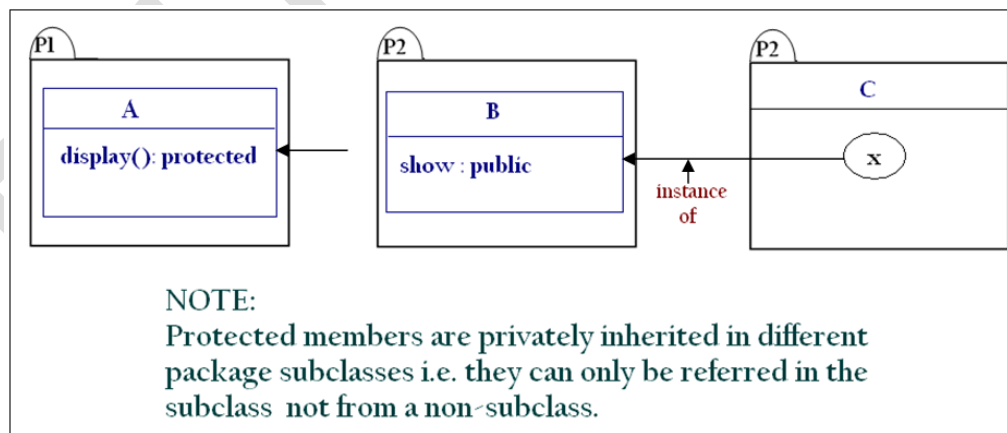 P1
A
display(): protected
P2
B
show : public
instance
of
P2
C
x
NOTE:
Protected members are privately inherited in different
package subclasses i.e. they can only be referred in the
subclass not from a non-subclass.